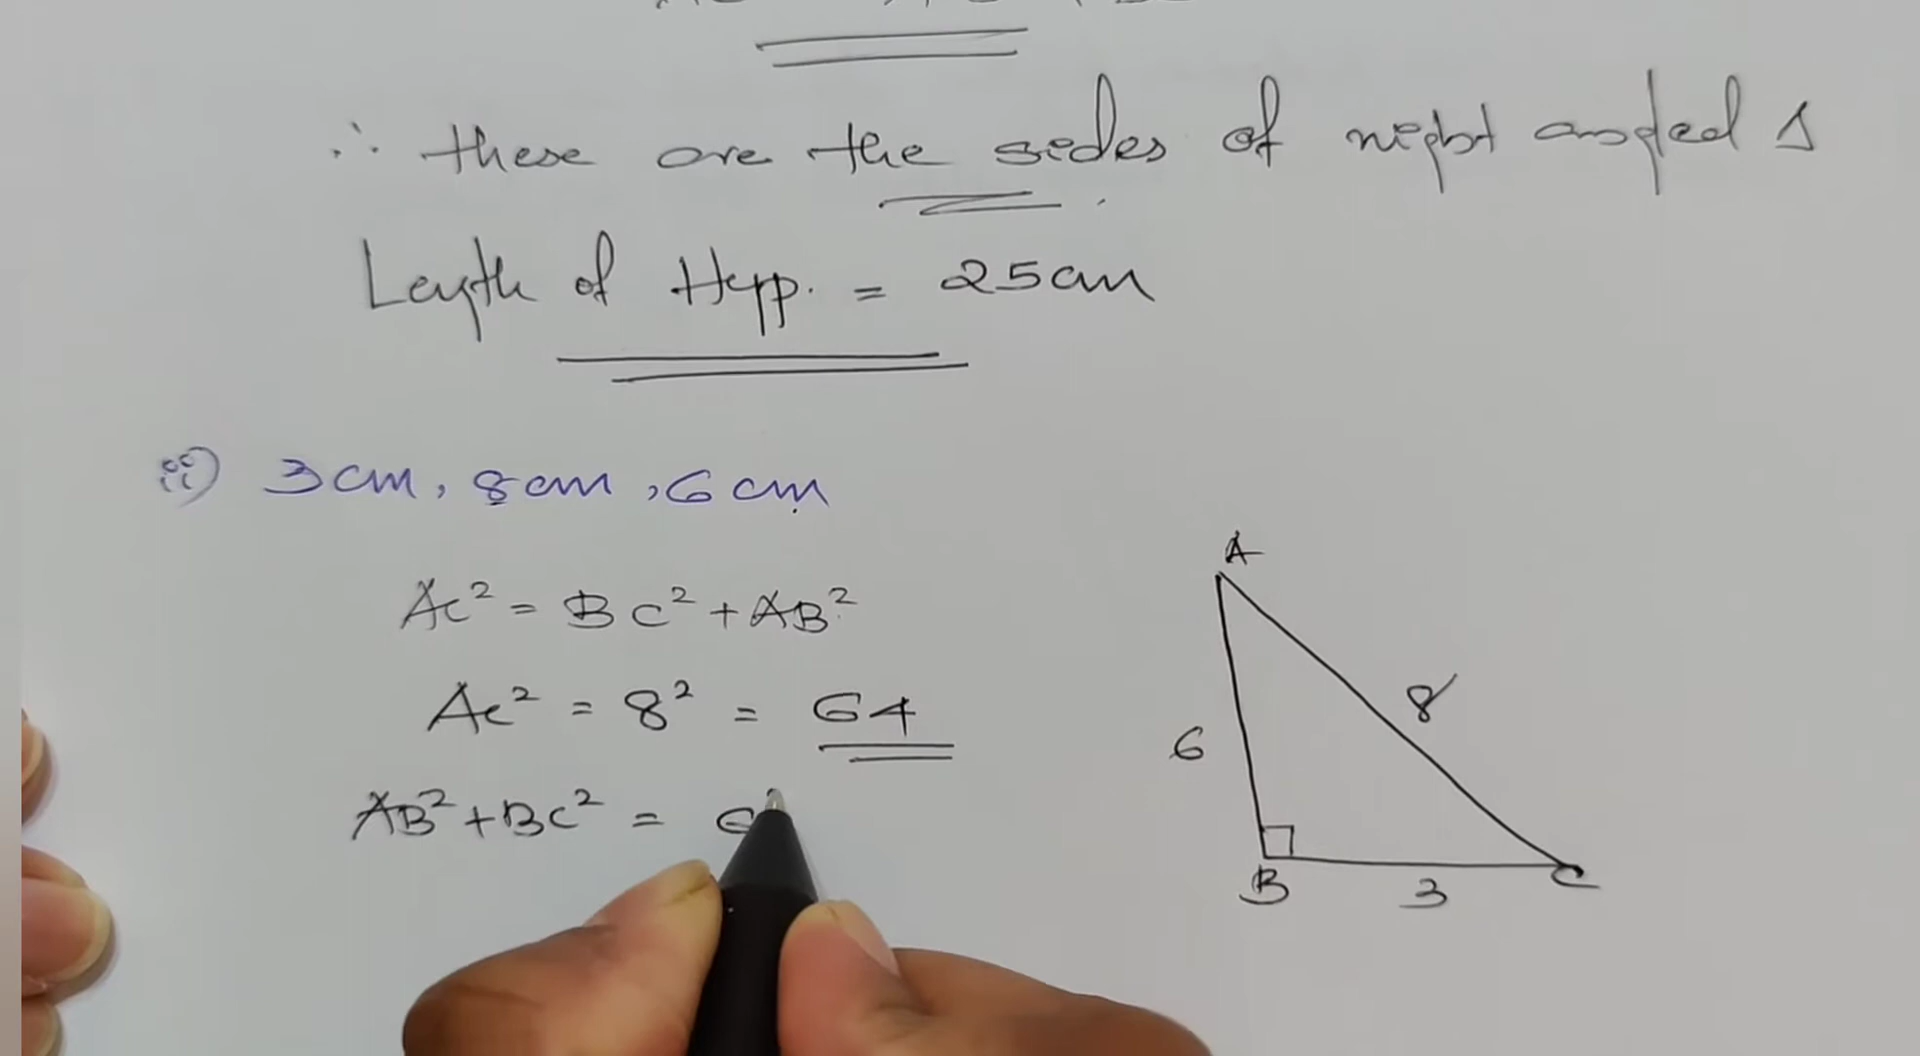 ∴ these are the sides of right angled Δ
Length of Hyp. = 25cm
ii) 3cm, 8cm, 6cm
AC² = BC² + AB²
AC² = 8² = 64
AB² + BC² = 6²
A
8
6
B
3
C